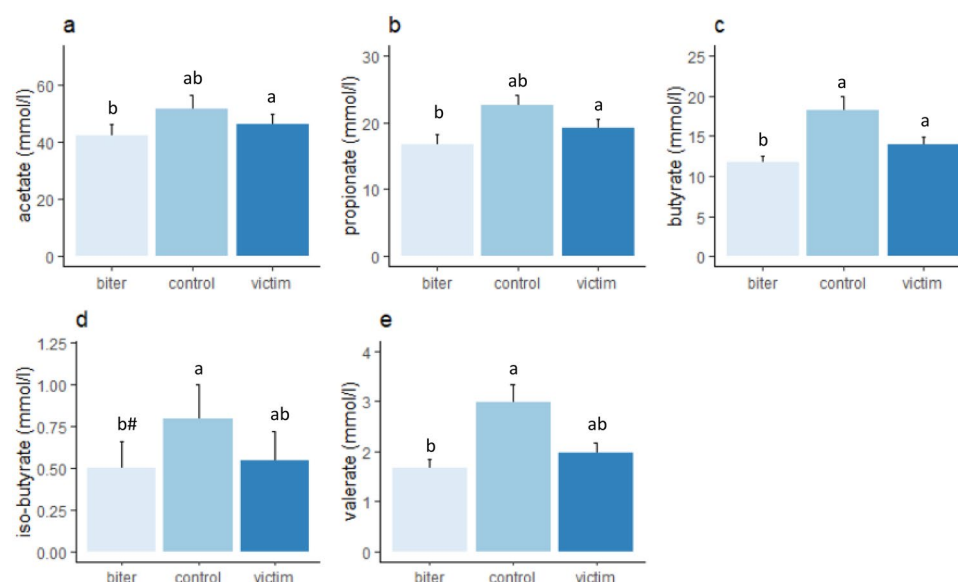 a
acetate (mmol/l)
60
40
20
0
b
ab
a
biter control victim
b
propionate (mmol/l)
30
20
10
0
b
ab
a
biter control victim
c
butyrate (mmol/l)
25
20
15
10
5
0
b
a
a
biter control victim
d
iso-butyrate (mmol/l)
1.25
1.00
0.75
0.50
0.25
0.00
b#
a
ab
biter control victim
e
valerate (mmol/l)
4
3
2
1
0
b
a
ab
biter control victim